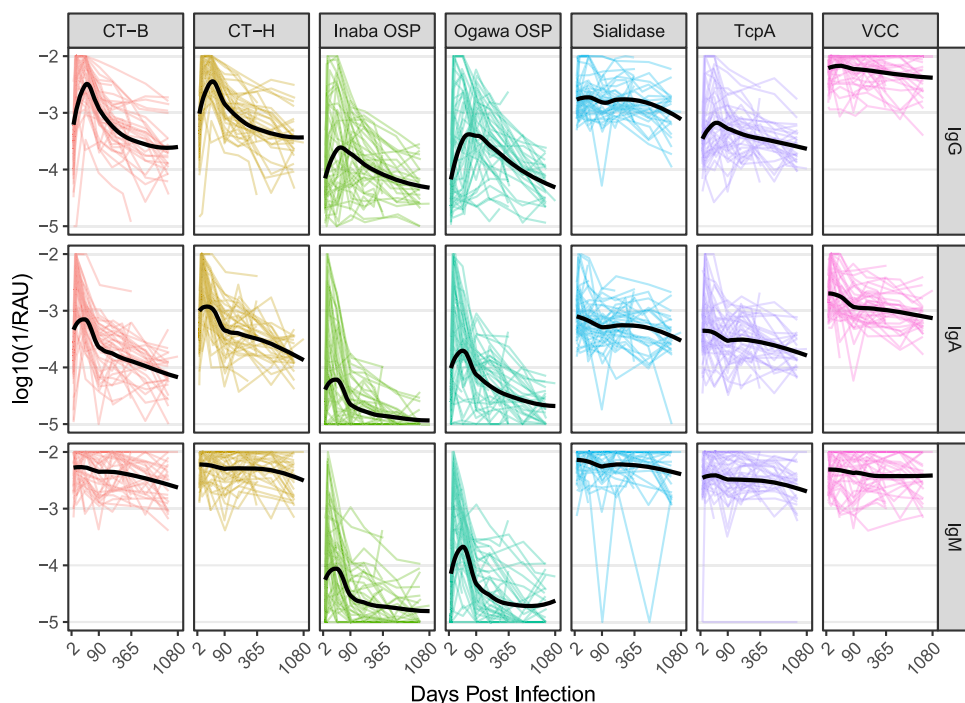 CT−B CT−H Inaba OSP Ogawa OSP Sialidase TcpA VCC
−2
−3
−4
−5
IgG
−2
−3
−4
−5
IgA
−2
−3
−4
−5
IgM
log10(1/RAU)
2 90 365 1080 2 90 365 1080 2 90 365 1080 2 90 365 1080 2 90 365 1080 2 90 365 1080 2 90 365 1080
Days Post Infection